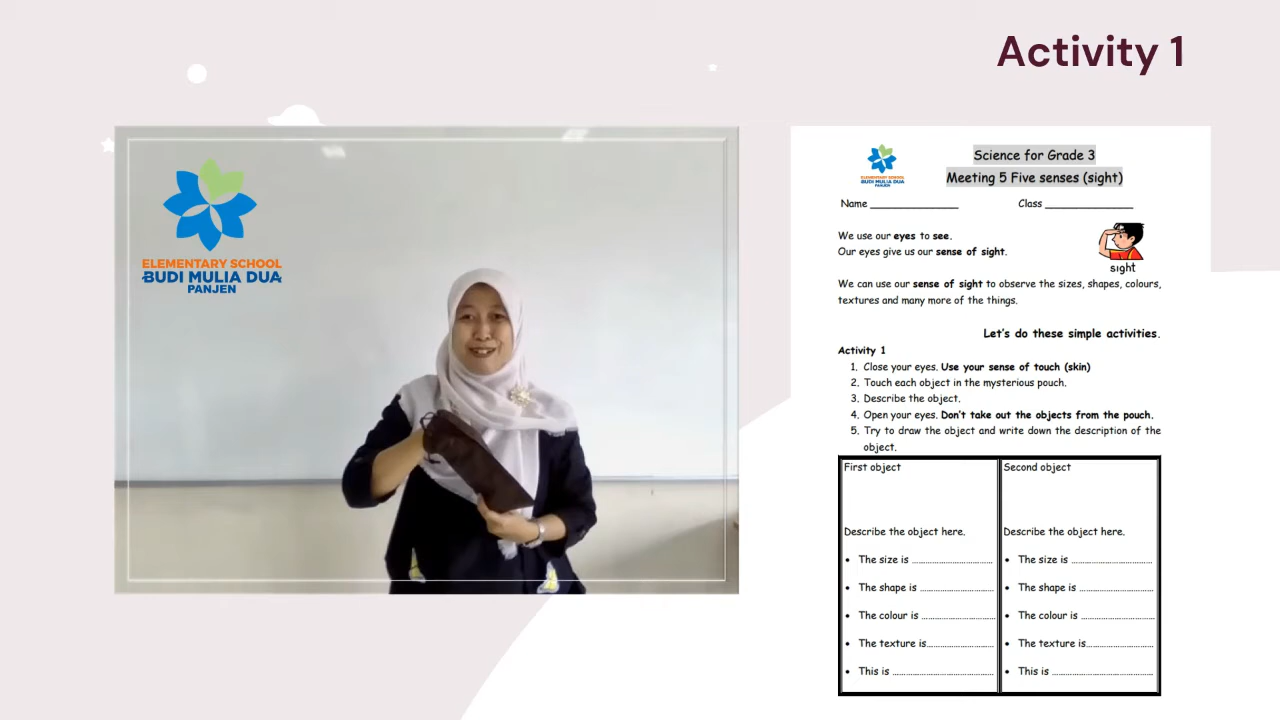 Activity 1
ELEMENTARY SCHOOL
BUDI MULIA DUA
PANJEN
ELEMENTARY SCHOOL
BUDI MULIA DUA
PANJEN
Science for Grade 3
Meeting 5 Five senses (sight)
Name _______________ Class _______________
We use our eyes to see.
Our eyes give us our sense of sight.
sight
We can use our sense of sight to observe the sizes, shapes, colours,
textures and many more of the things.
Let's do these simple activities.
Activity 1
1. Close your eyes. Use your sense of touch (skin)
2. Touch each object in the mysterious pouch.
3. Describe the object.
4. Open your eyes. Don't take out the objects from the pouch.
5. Try to draw the object and write down the description of the
object.
First object
Describe the object here.
• The size is ...............................
• The shape is ............................
• The colour is ............................
• The texture is..........................
• This is ......................................
Second object
Describe the object here.
• The size is ...............................
• The shape is ............................
• The colour is ............................
• The texture is..........................
• This is ......................................